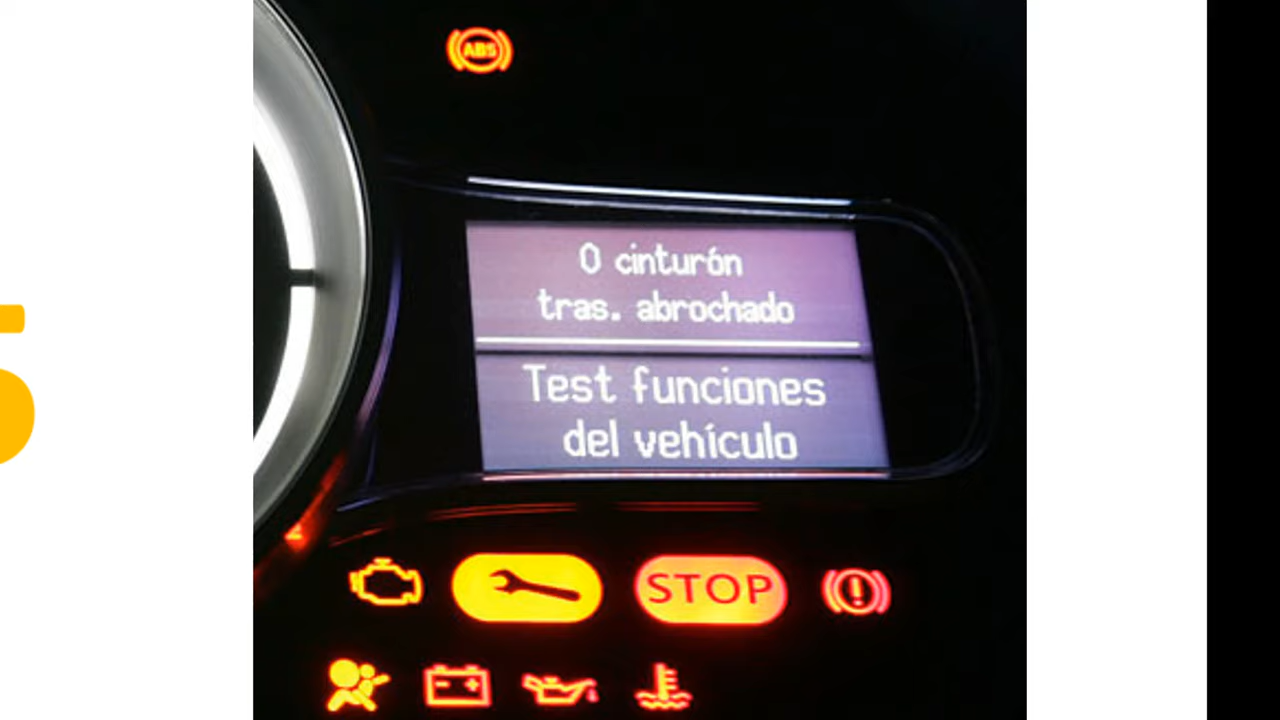 ABS
0 cinturón
tras. abrochado
Test funciones
del vehículo
STOP